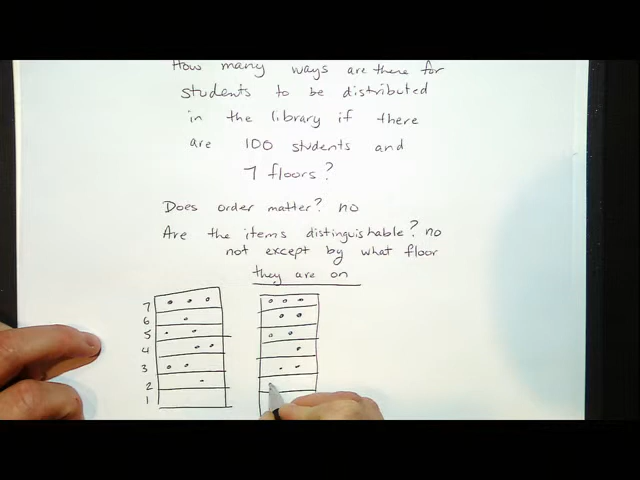 How many ways are there for
students to be distributed
in the library if there
are 100 students and
7 floors?
Does order matter? no
Are the items distinguishable? no
not except by what floor
they are on
7
6
5
4
3
2
1